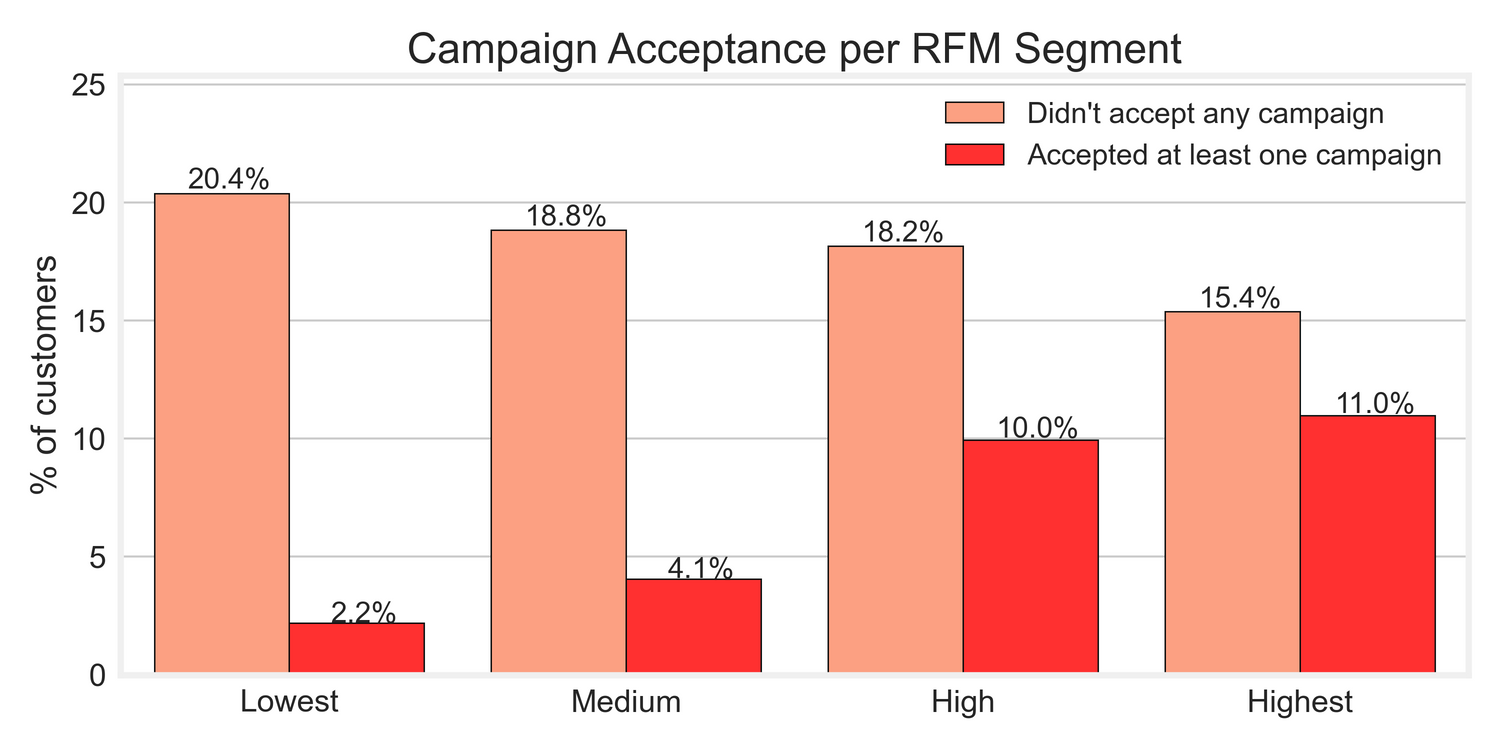 Campaign Acceptance per RFM Segment
25
20
15
10
5
0
% of customers
Didn't accept any campaign
Accepted at least one campaign
20.4%
2.2%
18.8%
4.1%
18.2%
10.0%
15.4%
11.0%
Lowest
Medium
High
Highest